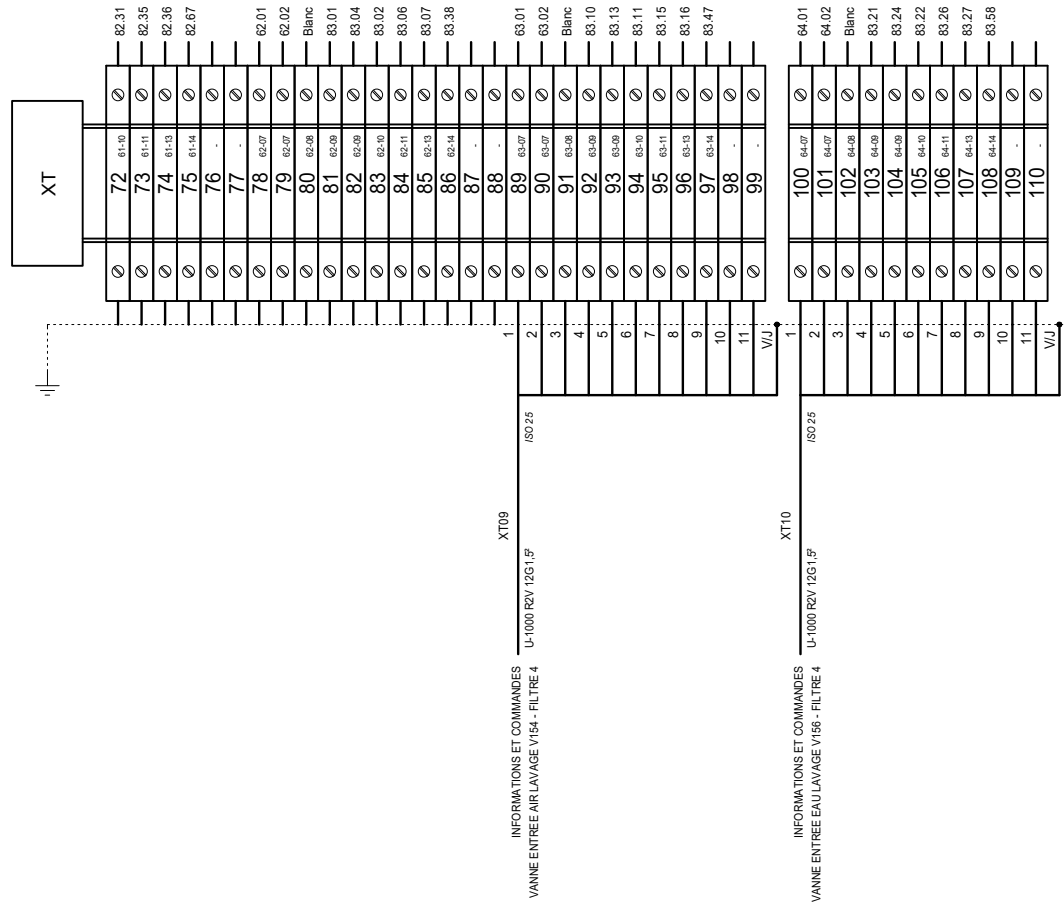 XT
72 61-10 82.31
73 61-11 82.35
74 61-13 82.36
75 61-14 82.67
76 -
77 -
78 62-07 62.01
79 62-07 62.02
80 62-08 Blanc
81 62-09 83.01
82 62-09 83.04
83 62-10 83.02
84 62-11 83.06
85 62-13 83.07
86 62-14 83.38
87 -
88 -
1 89 63-07 63.01
2 90 63-07 63.02
3 91 63-08 Blanc
4 92 63-09 83.10
5 93 63-09 83.13
6 94 63-10 83.11
7 95 63-11 83.15
8 96 63-13 83.16
9 97 63-14 83.47
10 98 -
11 99 -
V/J
ISO 25
XT09
U-1000 R2V 12G1,5²
INFORMATIONS ET COMMANDES
VANNE ENTREE AIR LAVAGE V154 - FILTRE 4
1 100 64-07 64.01
2 101 64-07 64.02
3 102 64-08 Blanc
4 103 64-09 83.21
5 104 64-09 83.24
6 105 64-10 83.22
7 106 64-11 83.26
8 107 64-13 83.27
9 108 64-14 83.58
10 109 -
11 110 -
V/J
ISO 25
XT10
U-1000 R2V 12G1,5²
INFORMATIONS ET COMMANDES
VANNE ENTREE EAU LAVAGE V156 - FILTRE 4